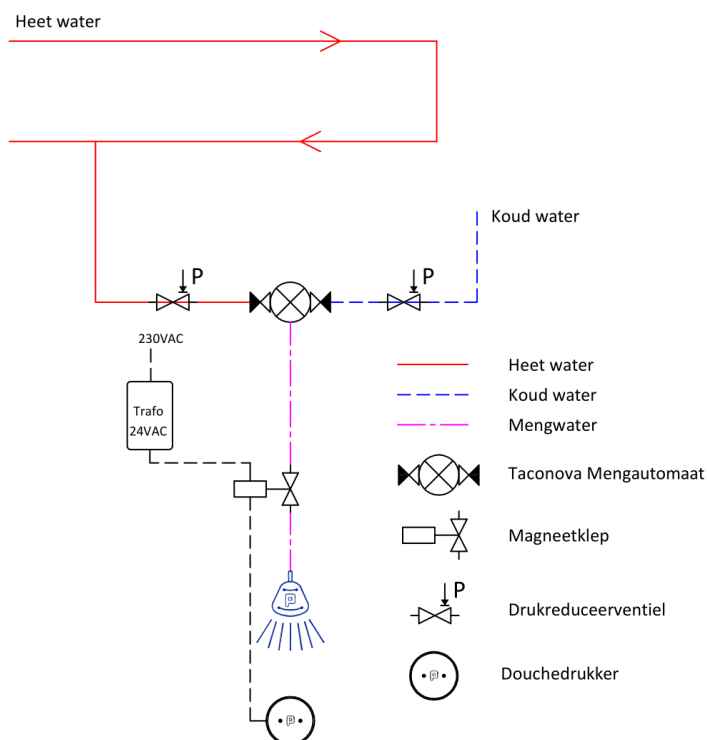 Heet water
Koud water
P
P
230VAC
Trafo
24VAC
Heet water
Koud water
Mengwater
Taconova Mengautomaat
Magneetklep
P
Drukreduceerventiel
P
P
Douchedrukker
P